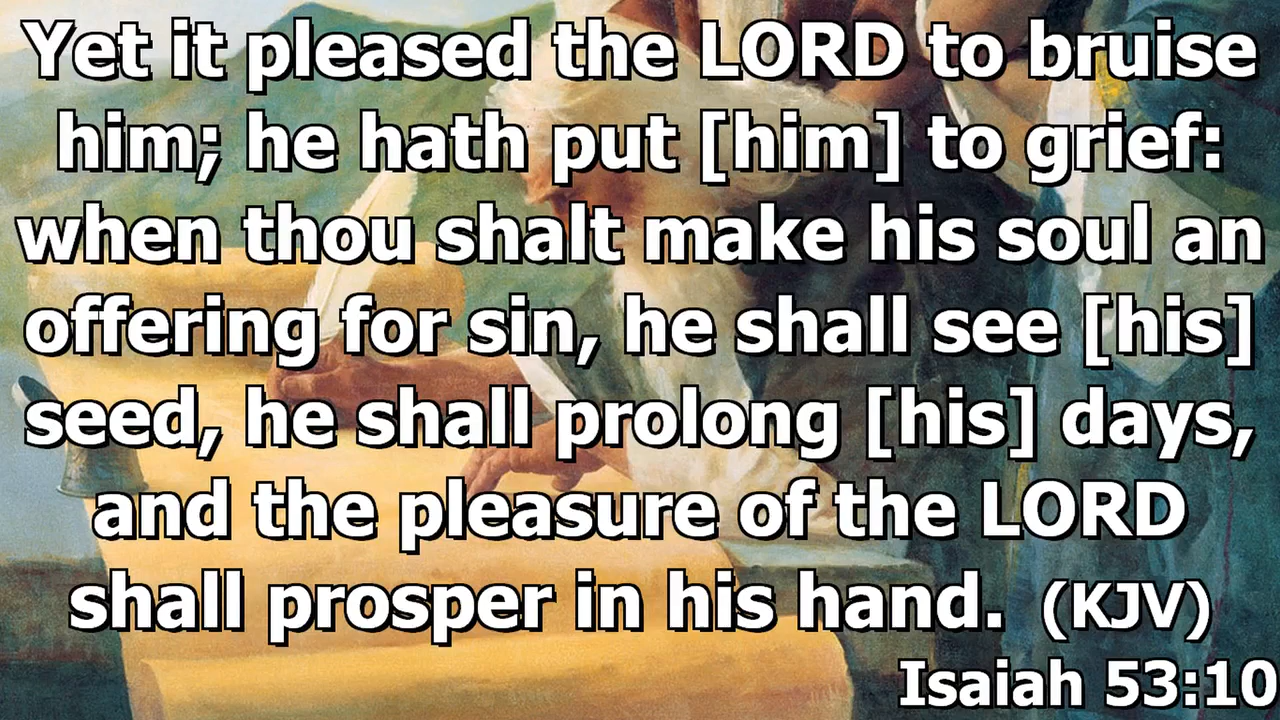 Yet it pleased the LORD to bruise
him; he hath put [him] to grief:
when thou shalt make his soul an
offering for sin, he shall see [his]
seed, he shall prolong [his] days,
and the pleasure of the LORD
shall prosper in his hand. (KJV)
Isaiah 53:10